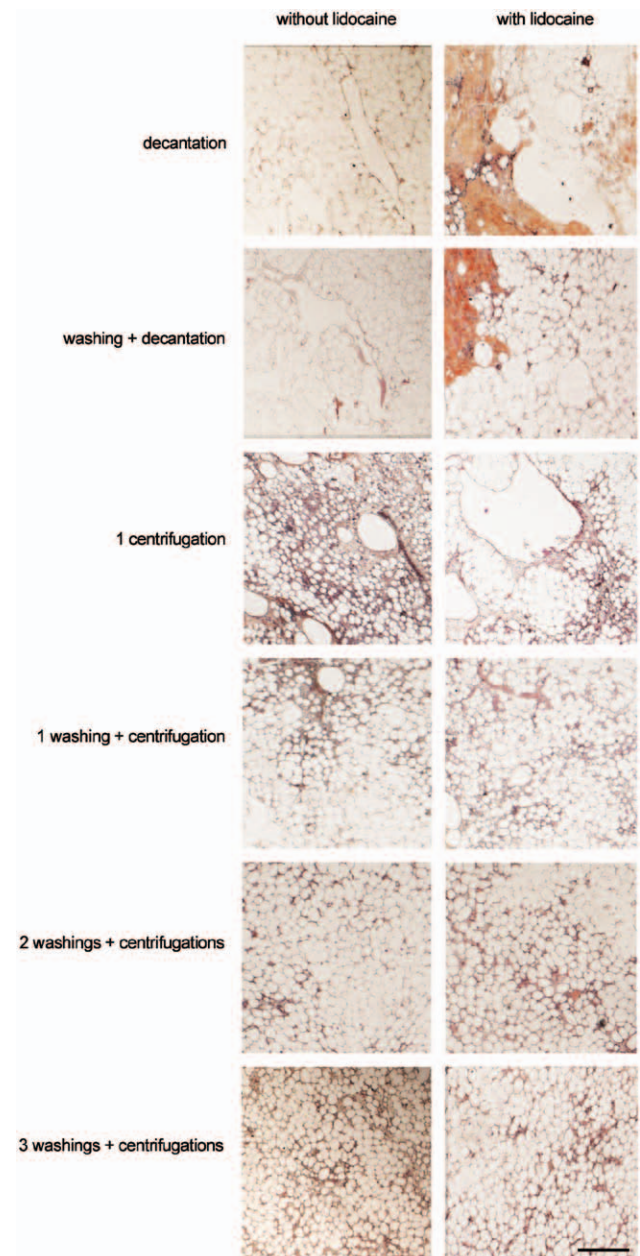 without lidocaine
with lidocaine
decantation
washing + decantation
1 centrifugation
1 washing + centrifugation
2 washings + centrifugations
3 washings + centrifugations